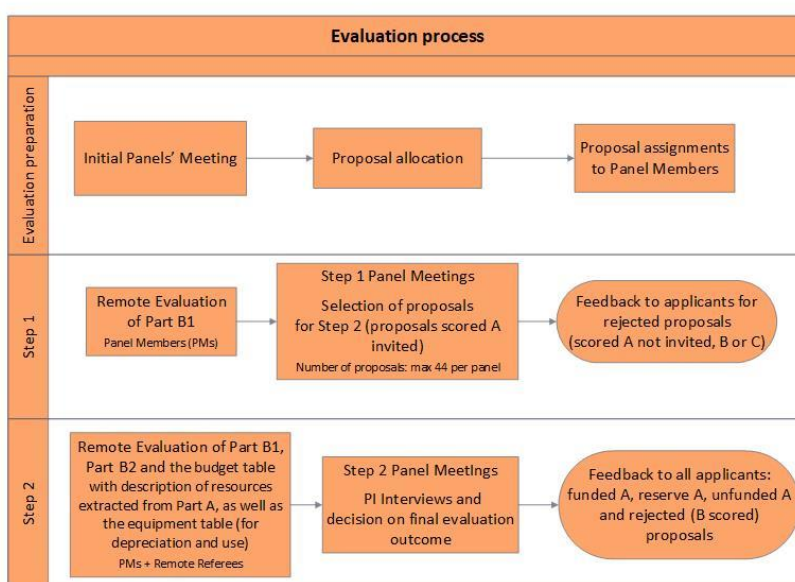 Evaluation process
Evaluation preparation
Initial Panels' Meeting
Proposal allocation
Proposal assignments
to Panel Members
Step 1
Remote Evaluation
of Part B1
Panel Members (PMs)
Step 1 Panel Meetings
Selection of proposals
for Step 2 (proposals scored A
invited)
Number of proposals: max 44 per panel
Feedback to applicants for
rejected proposals
(scored A not invited, B or C)
Step 2
Remote Evaluation of Part B1,
Part B2 and the budget table
with description of resources
extracted from Part A, as well as
the equipment table (for
depreciation and use)
PMs + Remote Referees
Step 2 Panel Meetings
PI Interviews and
decision on final evaluation
outcome
Feedback to all applicants:
funded A, reserve A, unfunded A
and rejected (B scored)
proposals